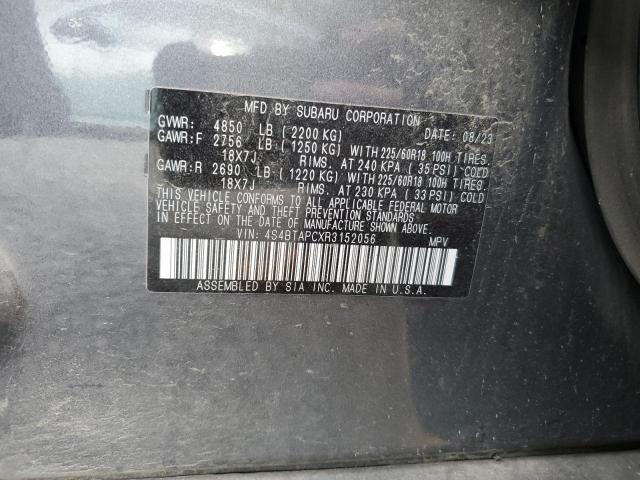 MFD BY SUBARU CORPORATION
GVWR: 4850 LB (2200 KG) DATE: 08/23
GAWR:F 2756 LB (1250 KG) WITH 225/60R18 100H TIRES.
18X7J RIMS. AT 240 KPA (35 PSI) COLD
GAWR:R 2690 LB (1220 KG) WITH 225/60R18 100H TIRES.
18X7J RIMS. AT 230 KPA (33 PSI) COLD
THIS VEHICLE CONFORMS TO ALL APPLICABLE FEDERAL MOTOR
VEHICLE SAFETY, BUMPER, AND THEFT PREVENTION STANDARDS
IN EFFECT ON THE DATE OF MANUFACTURE SHOWN ABOVE.
VIN: 4S4BTAPCXR3152056 MPV
ASSEMBLED BY SIA INC. MADE IN U.S.A.